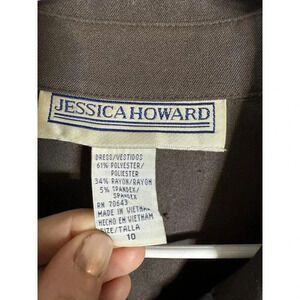 JESSICA HOWARD
DRESS/VESTIDOS
61% POLYESTER/
POLIESTER
34% RAYON/RAYON
5% SPANDEX/
SPANDEX
RN 70643
MADE IN VIETNAM
HECHO EN VIETNAM
SIZE/TALLA
10